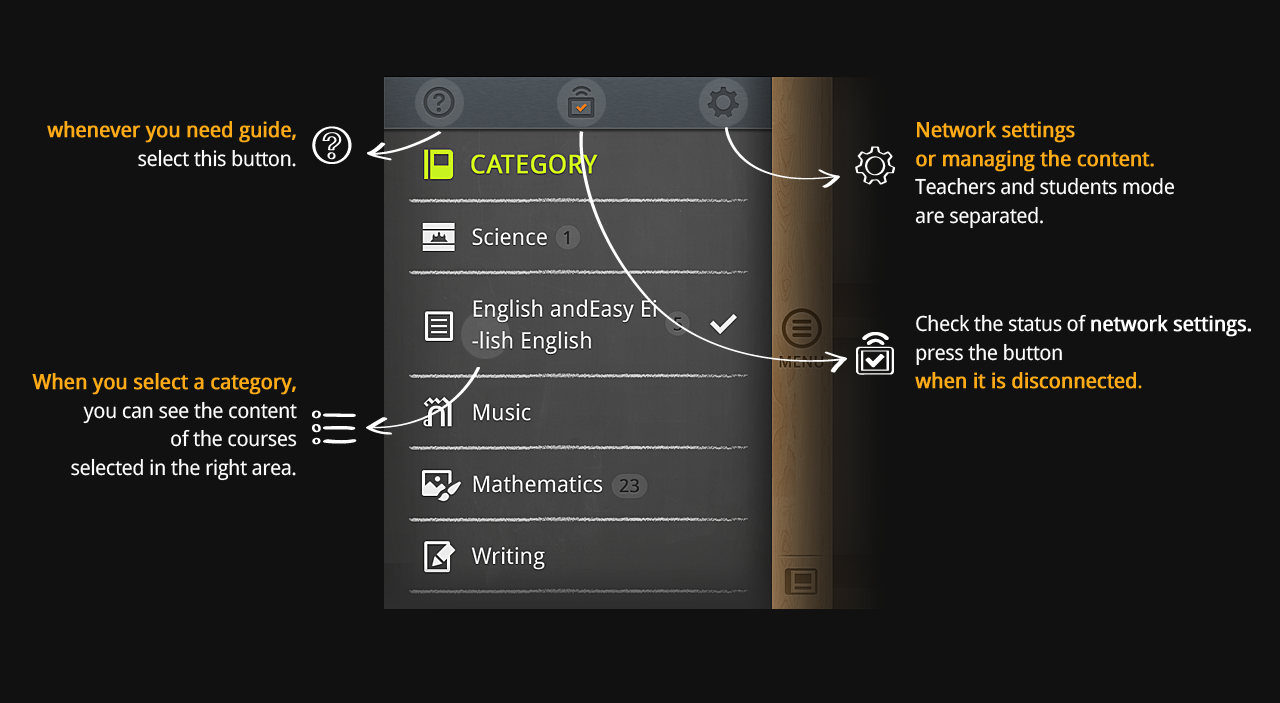 whenever you need guide,
select this button.
When you select a category,
you can see the content
of the courses
selected in the right area.
CATEGORY
Science 1
English andEasy Ei
-lish English 5
Music
Mathematics 23
Writing
MENU
Network settings
or managing the content.
Teachers and students mode
are separated.
Check the status of network settings.
press the button
when it is disconnected.